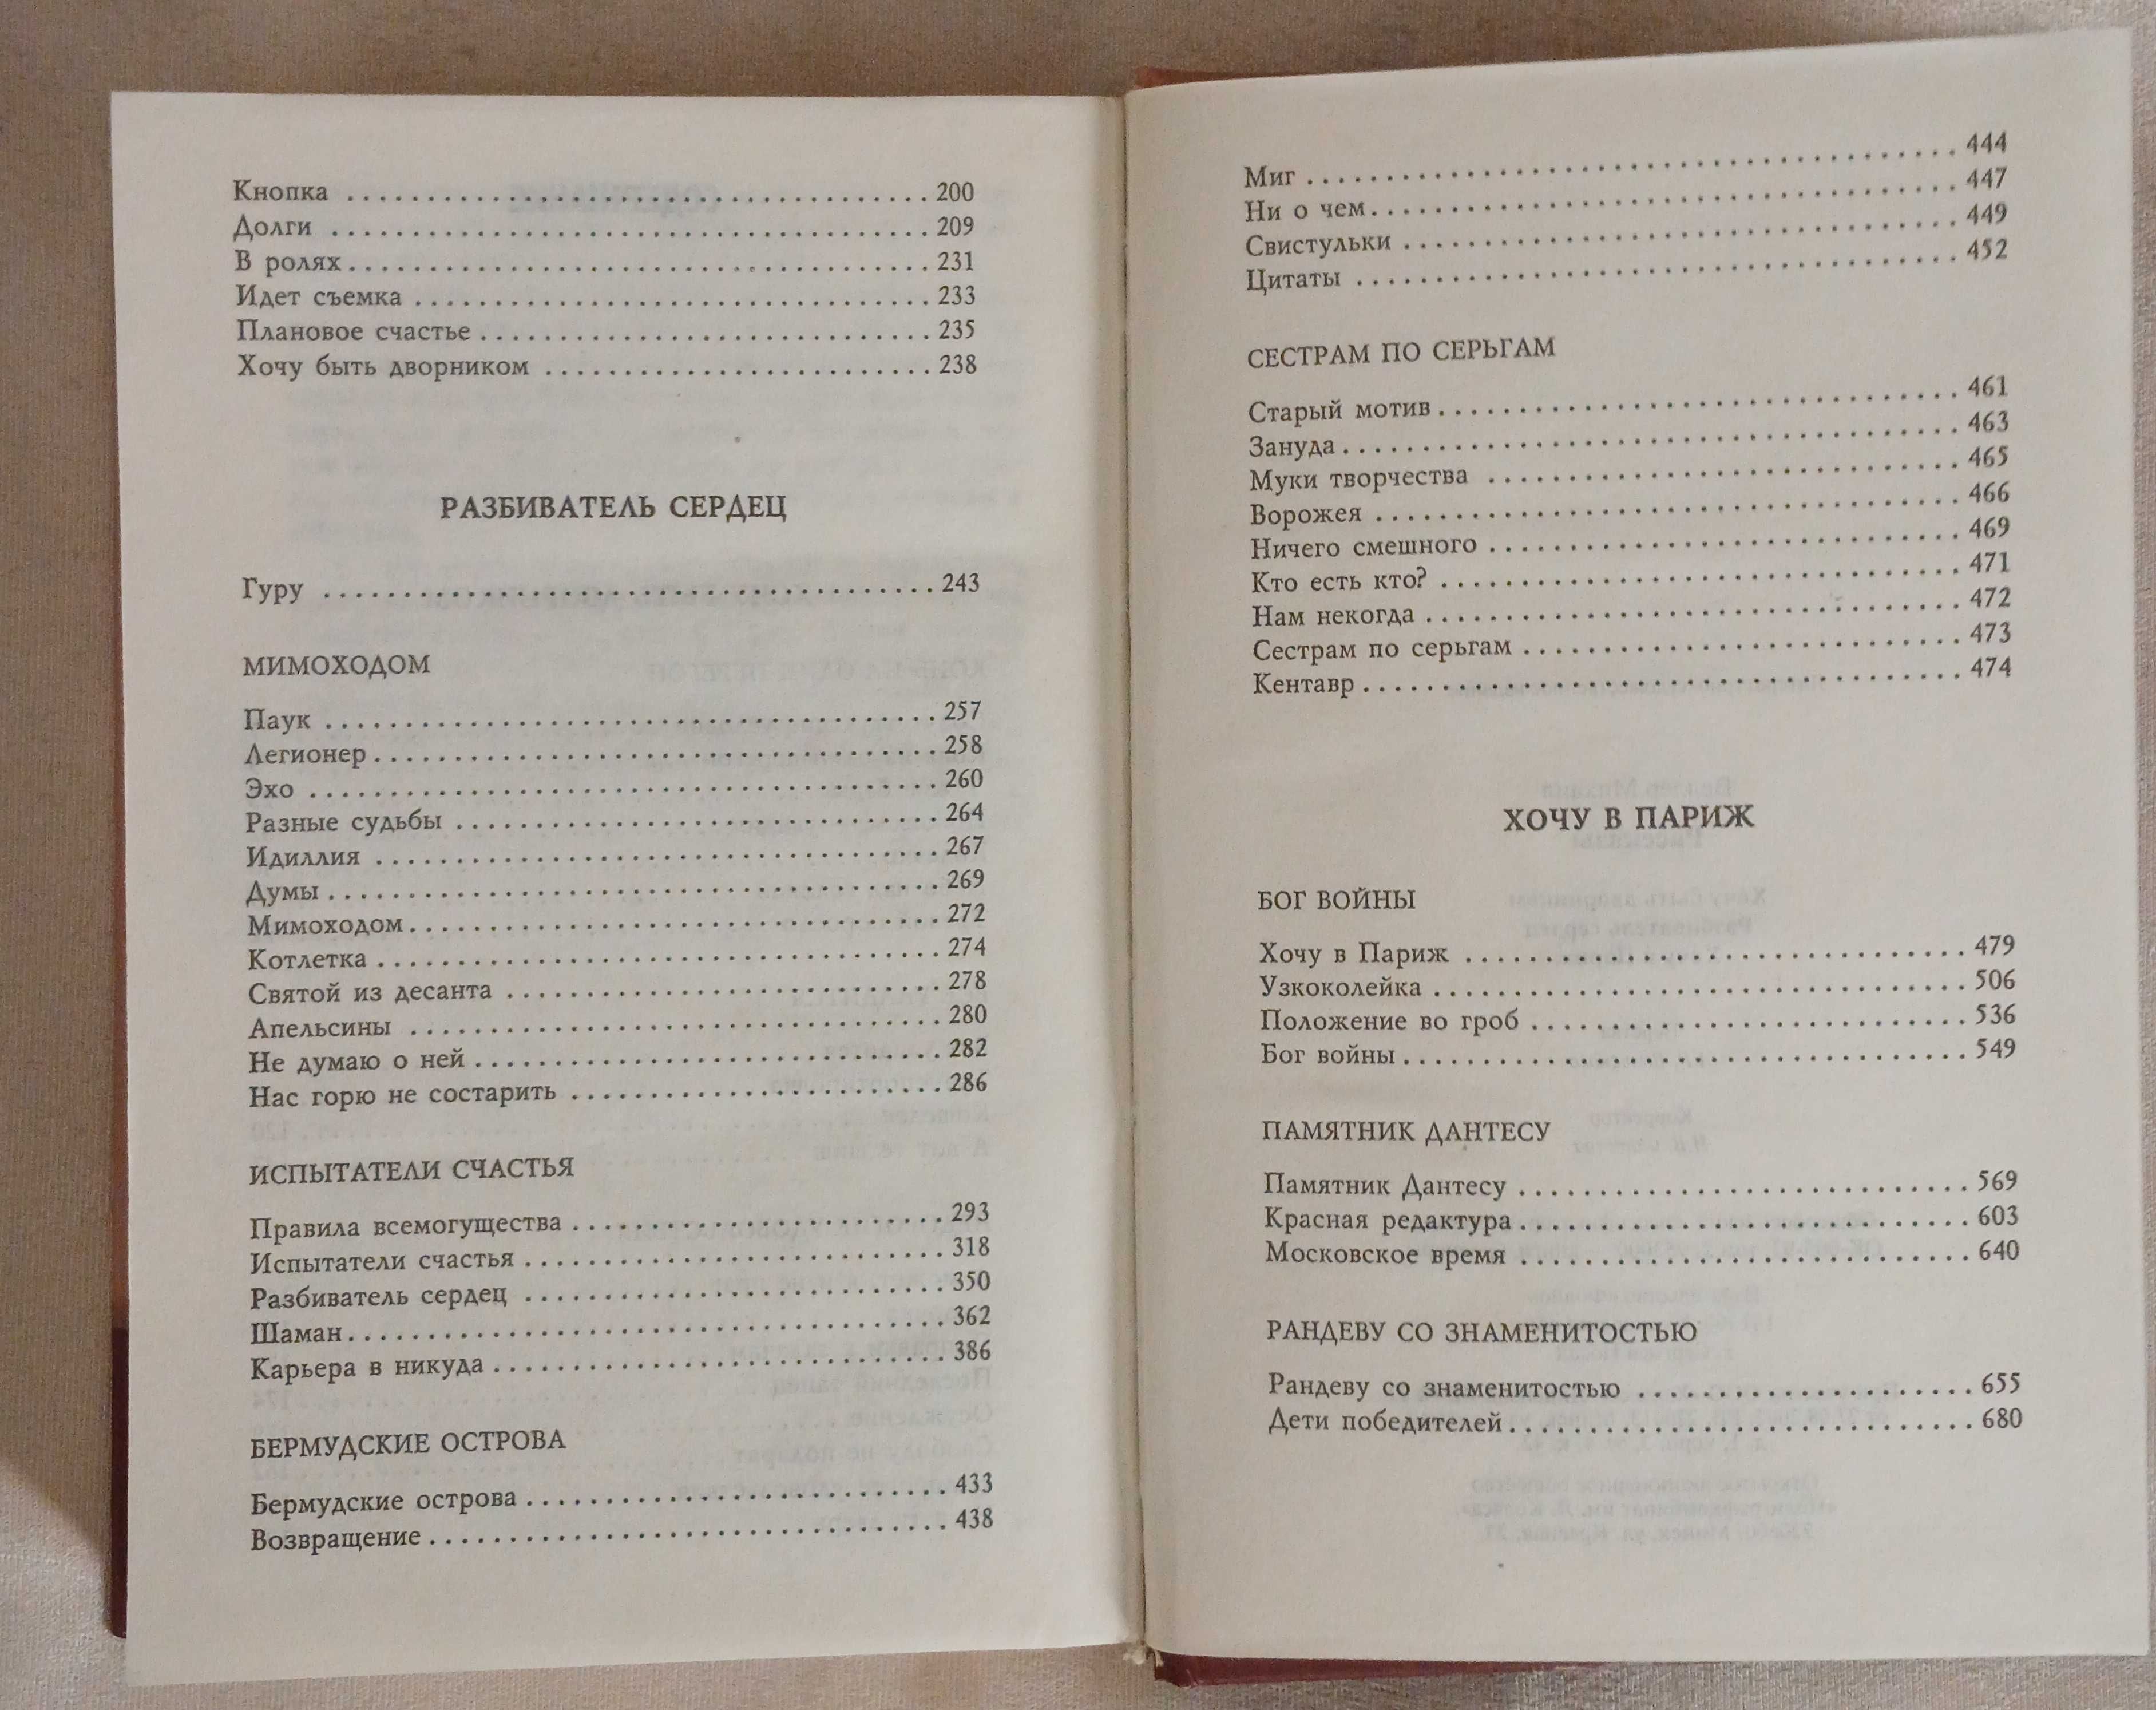 Кнопка ........................................ 200
Долги ........................................ 209
В ролях ........................................ 231
Идет съемка ........................................ 233
Плановое счастье ........................................ 235
Хочу быть дворником ........................................ 238
РАЗБИВАТЕЛЬ СЕРДЕЦ
Гуру ........................................ 243
МИМОХОДОМ
Паук ........................................ 257
Легионер ........................................ 258
Эхо ........................................ 260
Разные судьбы ........................................ 264
Идиллия ........................................ 267
Думы ........................................ 269
Мимоходом ........................................ 272
Котлетка ........................................ 274
Святой из десанта ........................................ 278
Апельсины ........................................ 280
Не думаю о ней ........................................ 282
Нас горю не состарить ........................................ 286
ИСПЫТАТЕЛИ СЧАСТЬЯ
Правила всемогущества ........................................ 293
Испытатели счастья ........................................ 318
Разбиватель сердец ........................................ 350
Шаман ........................................ 362
Карьера в никуда ........................................ 386
БЕРМУДСКИЕ ОСТРОВА
Бермудские острова ........................................ 433
Возвращение ........................................ 438
Миг ........................................ 444
Ни о чем ........................................ 447
Свистульки ........................................ 449
Цитаты ........................................ 452
СЕСТРАМ ПО СЕРЬГАМ
Старый мотив ........................................ 461
Зануда ........................................ 463
Муки творчества ........................................ 465
Ворожея ........................................ 466
Ничего смешного ........................................ 469
Кто есть кто? ........................................ 471
Нам некогда ........................................ 472
Сестрам по серьгам ........................................ 473
Кентавр ........................................ 474
ХОЧУ В ПАРИЖ
БОГ ВОЙНЫ
Хочу в Париж ........................................ 479
Узкоколейка ........................................ 506
Положение во гроб ........................................ 536
Бог войны ........................................ 549
ПАМЯТНИК ДАНТЕСУ
Памятник Дантесу ........................................ 569
Красная редактура ........................................ 603
Московское время ........................................ 640
РАНДЕВУ СО ЗНАМЕНИТОСТЬЮ
Рандеву со знаменитостью ........................................ 655
Дети победителей ........................................ 680